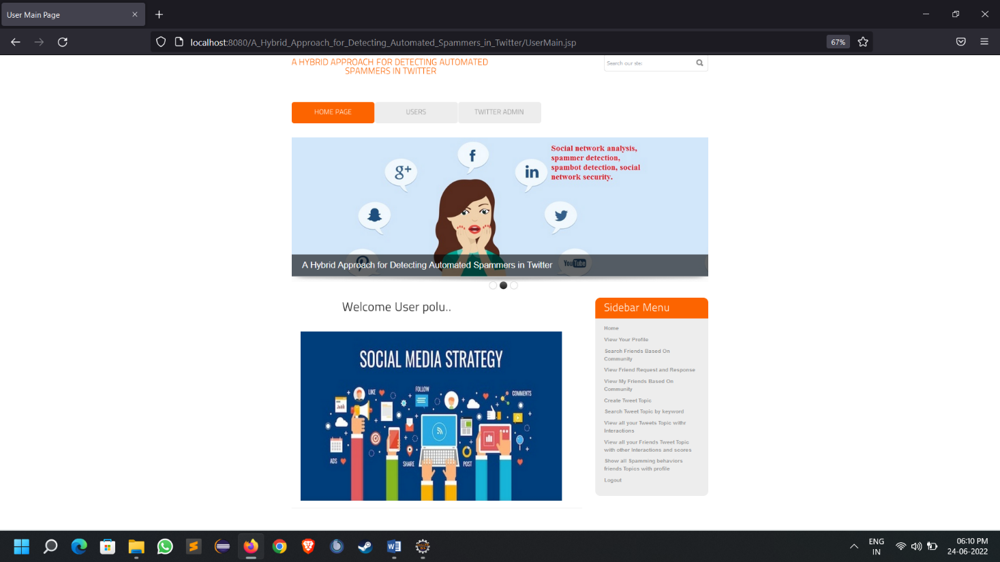 User Main Page
localhost:8080/A_Hybrid_Approach_for_Detecting_Automated_Spammers_in_Twitter/UserMain.jsp
67%
A HYBRID APPROACH FOR DETECTING AUTOMATED
SPAMMERS IN TWITTER
Search our site:
HOME PAGE
USERS
TWITTER ADMIN
Social network analysis,
spammer detection,
spambot detection, social
network security.
g+
f
in
You Tube
A Hybrid Approach for Detecting Automated Spammers in Twitter
Welcome User polu..
SOCIAL MEDIA STRATEGY
LIKE
FOLLOW
COMMENTS
ADS
SHARE
POST
Sidebar Menu
Home
View Your Profile
Search Friends Based On
Community
View Friend Request and Response
View My Friends Based On
Community
Create Tweet Topic
Search Tweet Topic by keyword
View all your Tweets Topic withr
Interactions
View all your Friends Tweet Topic
with other Interactions and scores
Show all Spamming behaviors
friends Topics with profile
Logout
ENG
IN
06:10 PM
24-06-2022